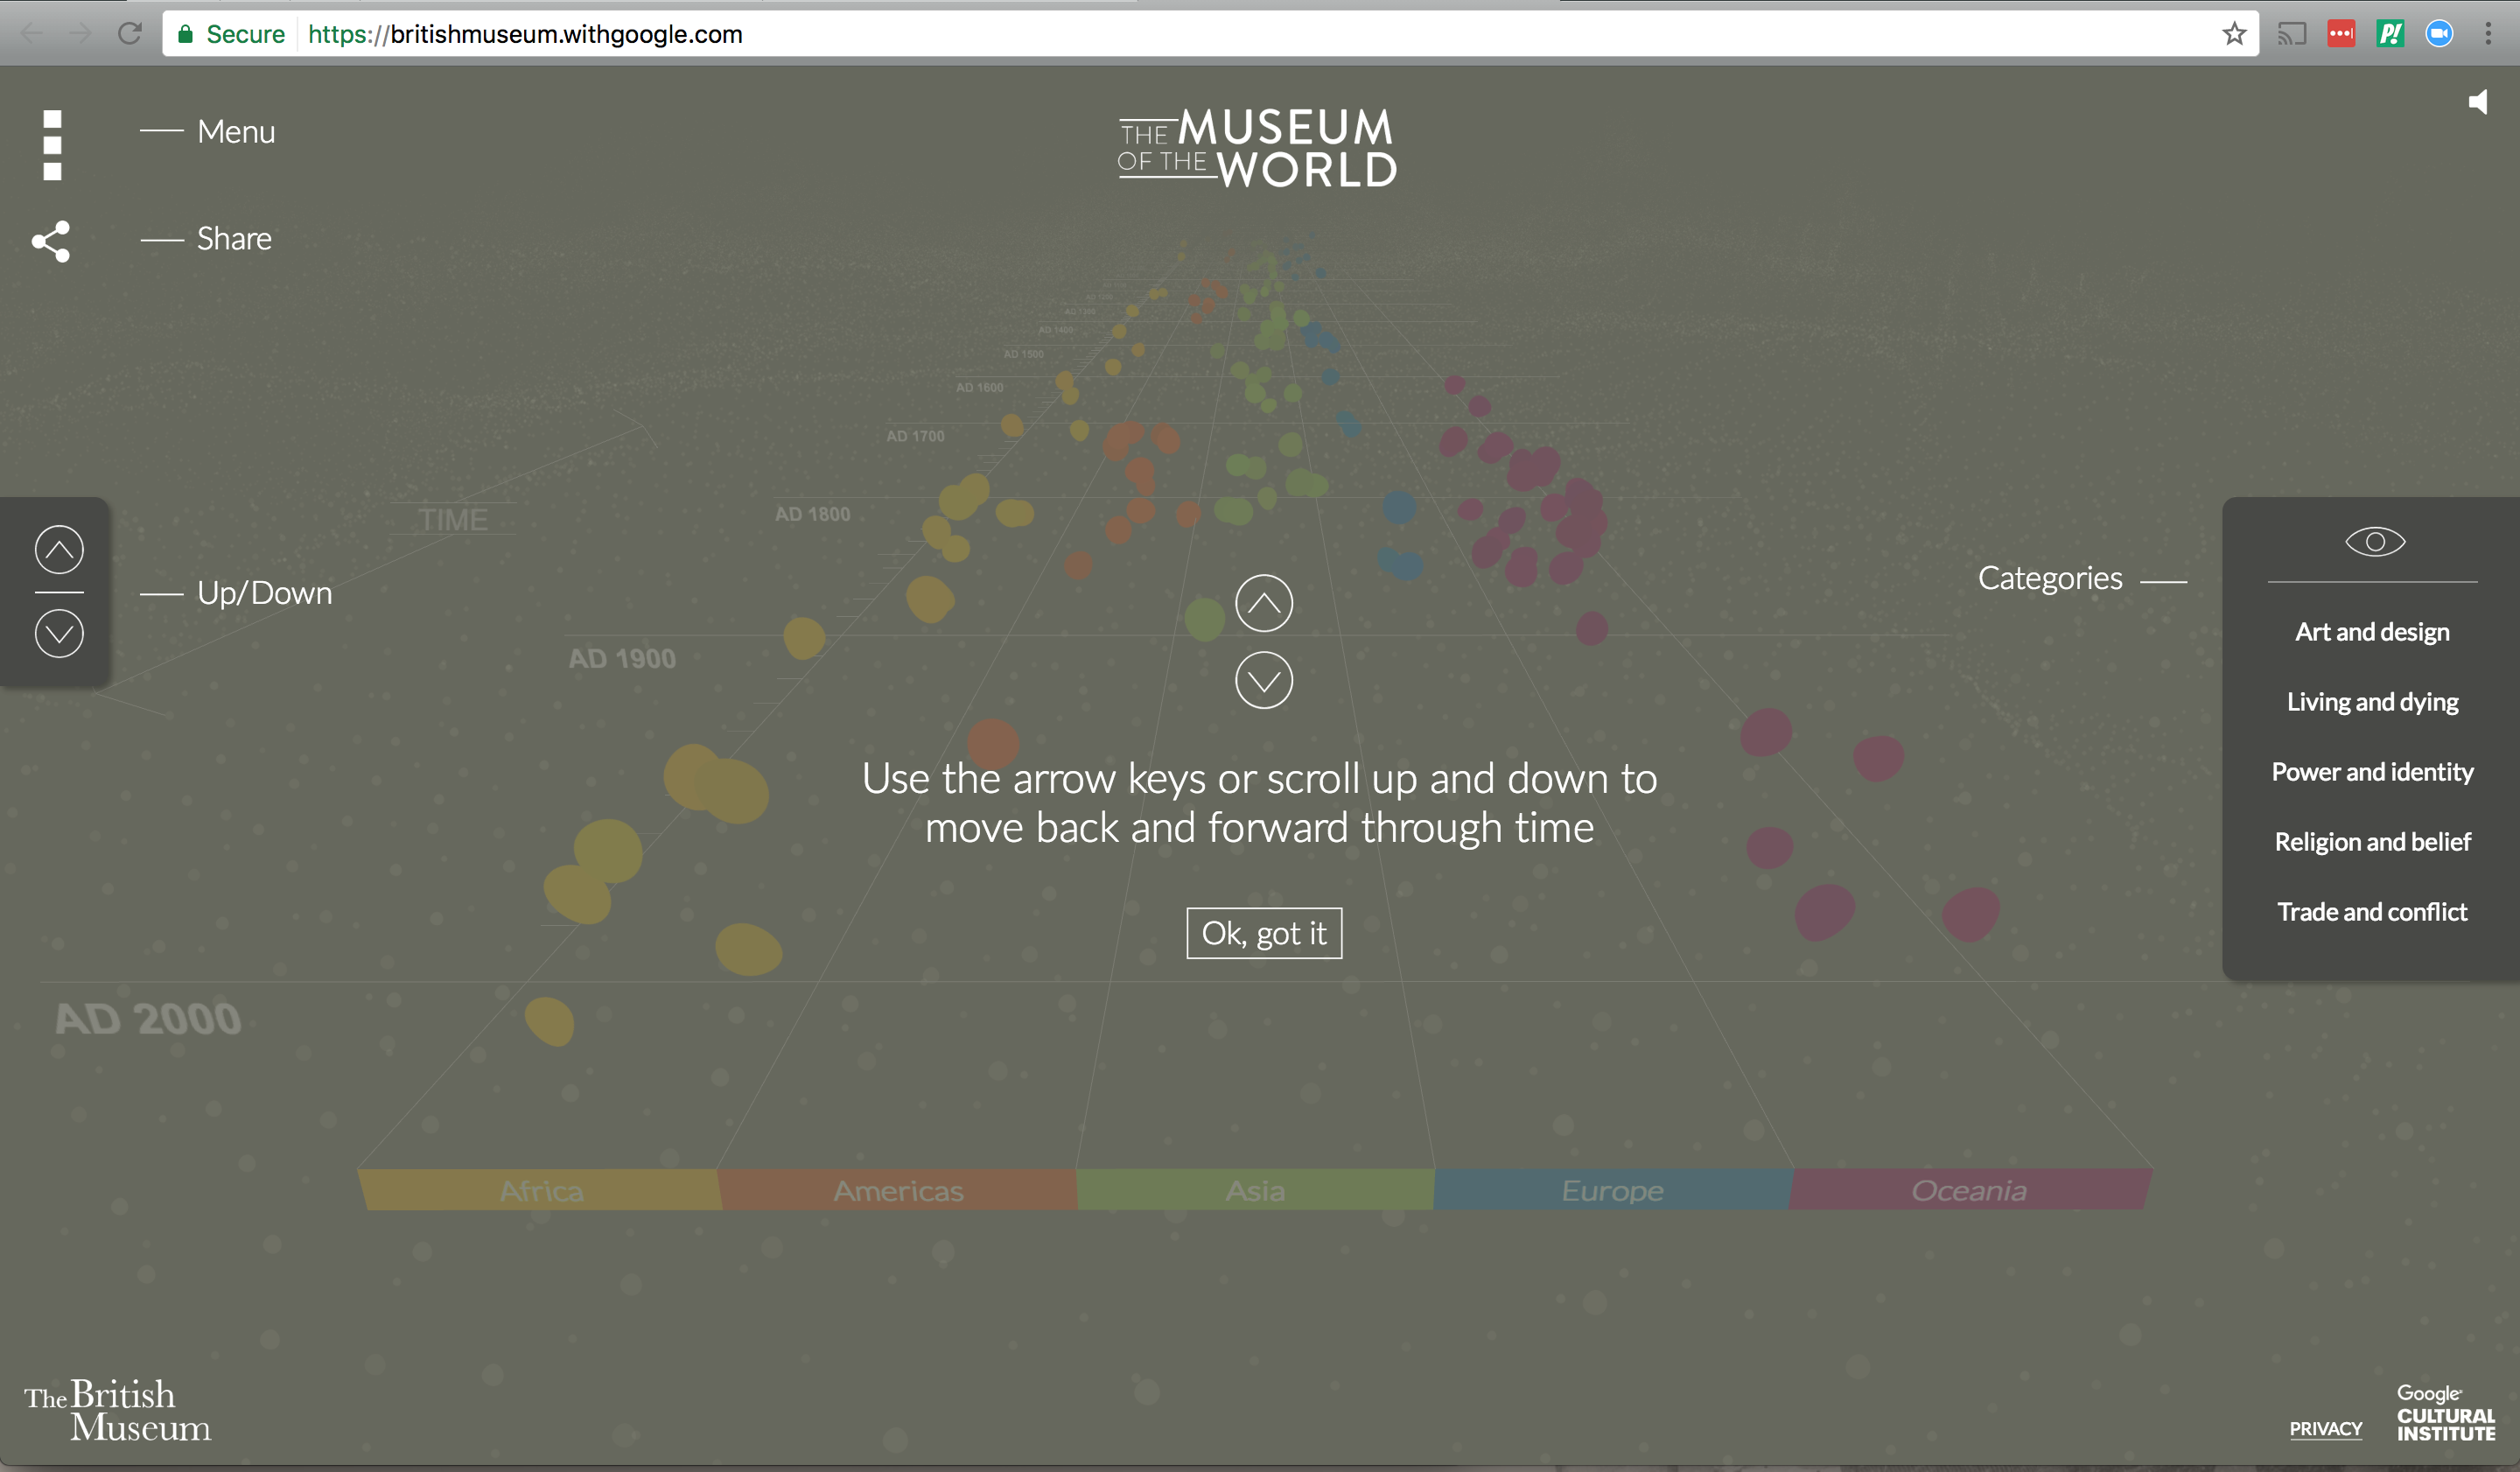 Secure https://britishmuseum.withgoogle.com
Menu
THE MUSEUM
OF THE WORLD
Share
AD 1400
AD 1500
AD 1600
AD 1700
AD 1800
TIME
Up/Down
Categories
Art and design
AD 1900
Living and dying
Power and identity
Use the arrow keys or scroll up and down to
move back and forward through time
Religion and belief
Trade and conflict
Ok, got it
AD 2000
Africa
Americas
Asia
Europe
Oceania
The British
Museum
PRIVACY
Google
CULTURAL
INSTITUTE